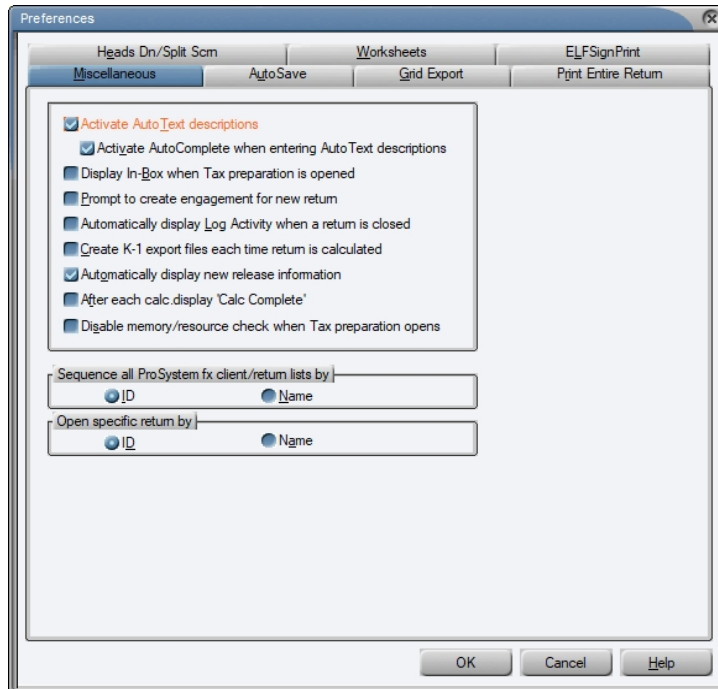 Preferences
Heads Dn/Split Scrn
Worksheets
ELFSignPrint
Miscellaneous
AutoSave
Grid Export
Print Entire Return
Activate AutoText descriptions
Activate AutoComplete when entering AutoText descriptions
Display In-Box when Tax preparation is opened
Prompt to create engagement for new return
Automatically display Log Activity when a return is closed
Create K-1 export files each time return is calculated
Automatically display new release information
After each calc.display 'Calc Complete'
Disable memory/resource check when Tax preparation opens
Sequence all ProSystem fx client/return lists by
ID
Name
Open specific return by
ID
Name
OK
Cancel
Help